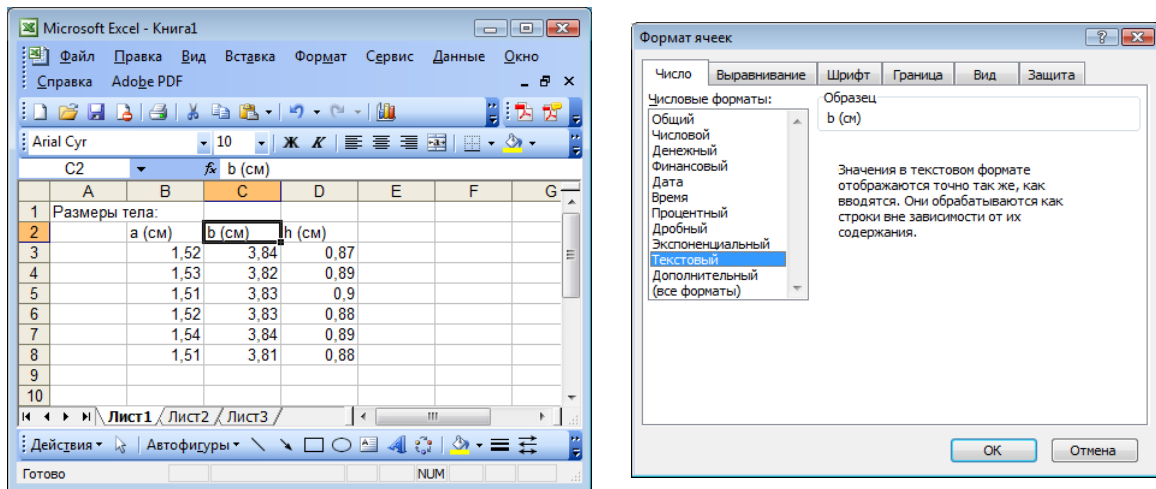 Microsoft Excel - Книга1
Файл Правка Вид Вставка Формат Сервис Данные Окно
Справка Adobe PDF
Arial Cyr 10 Ж К
C2 fx b (см)
A B C D E F G
1 Размеры тела:
2 a (см) b (см) h (см)
3 1,52 3,84 0,87
4 1,53 3,82 0,89
5 1,51 3,83 0,9
6 1,52 3,83 0,88
7 1,54 3,84 0,89
8 1,51 3,81 0,88
9
10
Лист1 Лист2 Лист3
Действия Автофигуры
Готово NUM
Формат ячеек
Число Выравнивание Шрифт Граница Вид Защита
Числовые форматы:
Общий
Числовой
Денежный
Финансовый
Дата
Время
Процентный
Дробный
Экспоненциальный
Текстовый
Дополнительный
(все форматы)
Образец
b (см)
Значения в текстовом формате
отображаются точно так же, как
вводятся. Они обрабатываются как
строки вне зависимости от их
содержания.
ОК Отмена